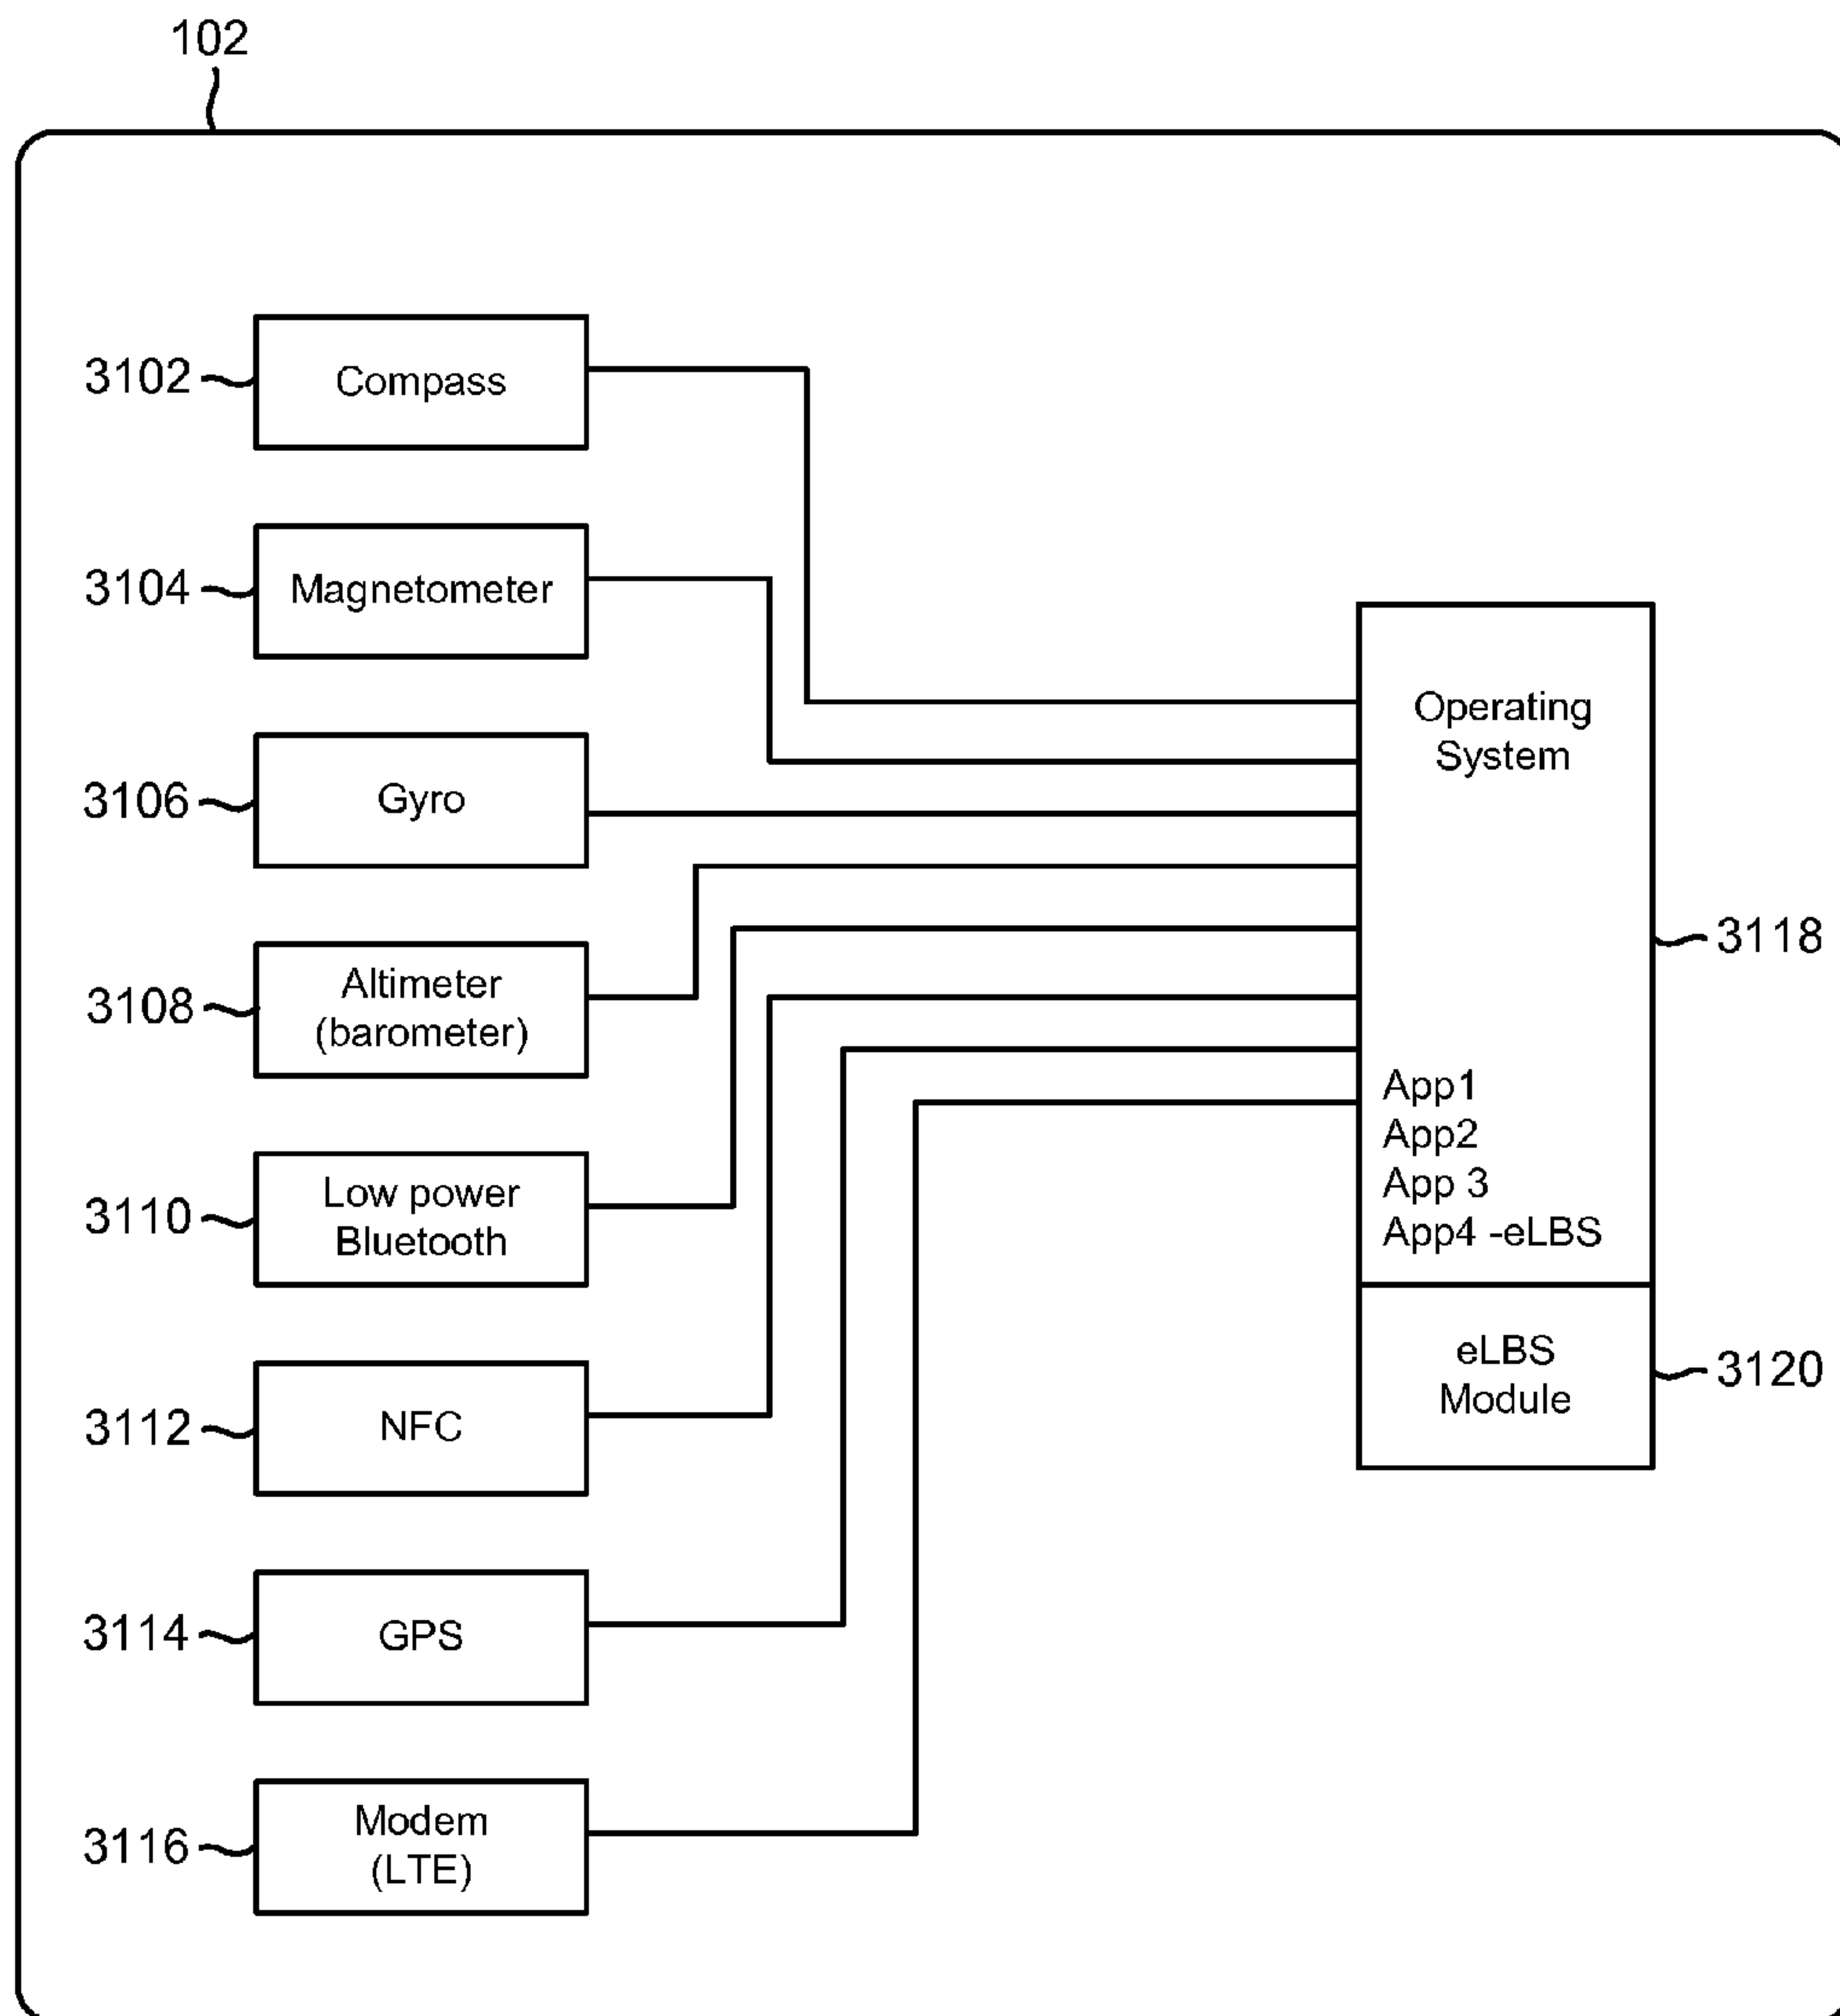 102
3102
Compass
3104
Magnetometer
3106
Gyro
3108
Altimeter
(barometer)
3110
Low power
Bluetooth
3112
NFC
3114
GPS
3116
Modem
(LTE)
Operating
System
App1
App2
App 3
App4 -eLBS
3118
eLBS
Module
3120